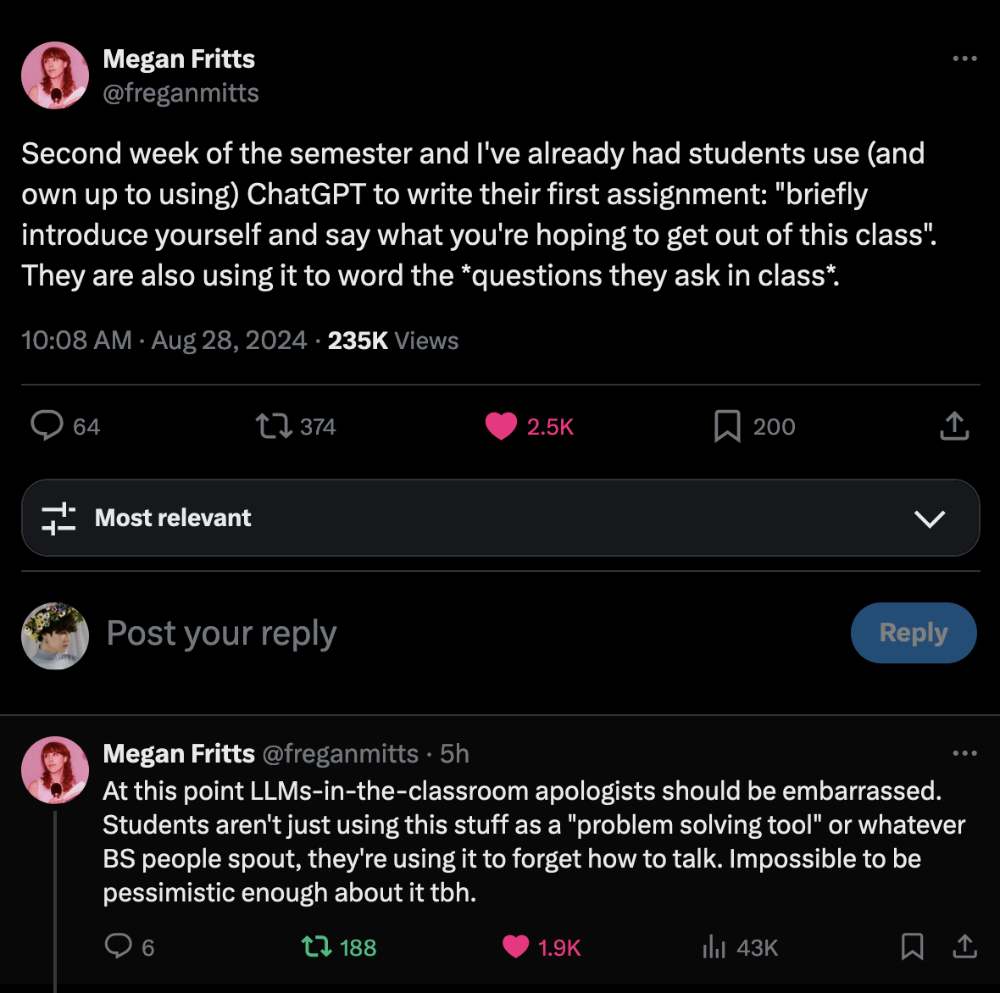 Megan Fritts
@freganmitts
Second week of the semester and I've already had students use (and
own up to using) ChatGPT to write their first assignment: "briefly
introduce yourself and say what you're hoping to get out of this class".
They are also using it to word the *questions they ask in class*.
10:08 AM · Aug 28, 2024 · 235K Views
64 374 2.5K 200
Most relevant
Post your reply
Reply
Megan Fritts @freganmitts · 5h
At this point LLMs-in-the-classroom apologists should be embarrassed.
Students aren't just using this stuff as a "problem solving tool" or whatever
BS people spout, they're using it to forget how to talk. Impossible to be
pessimistic enough about it tbh.
6 188 1.9K 43K